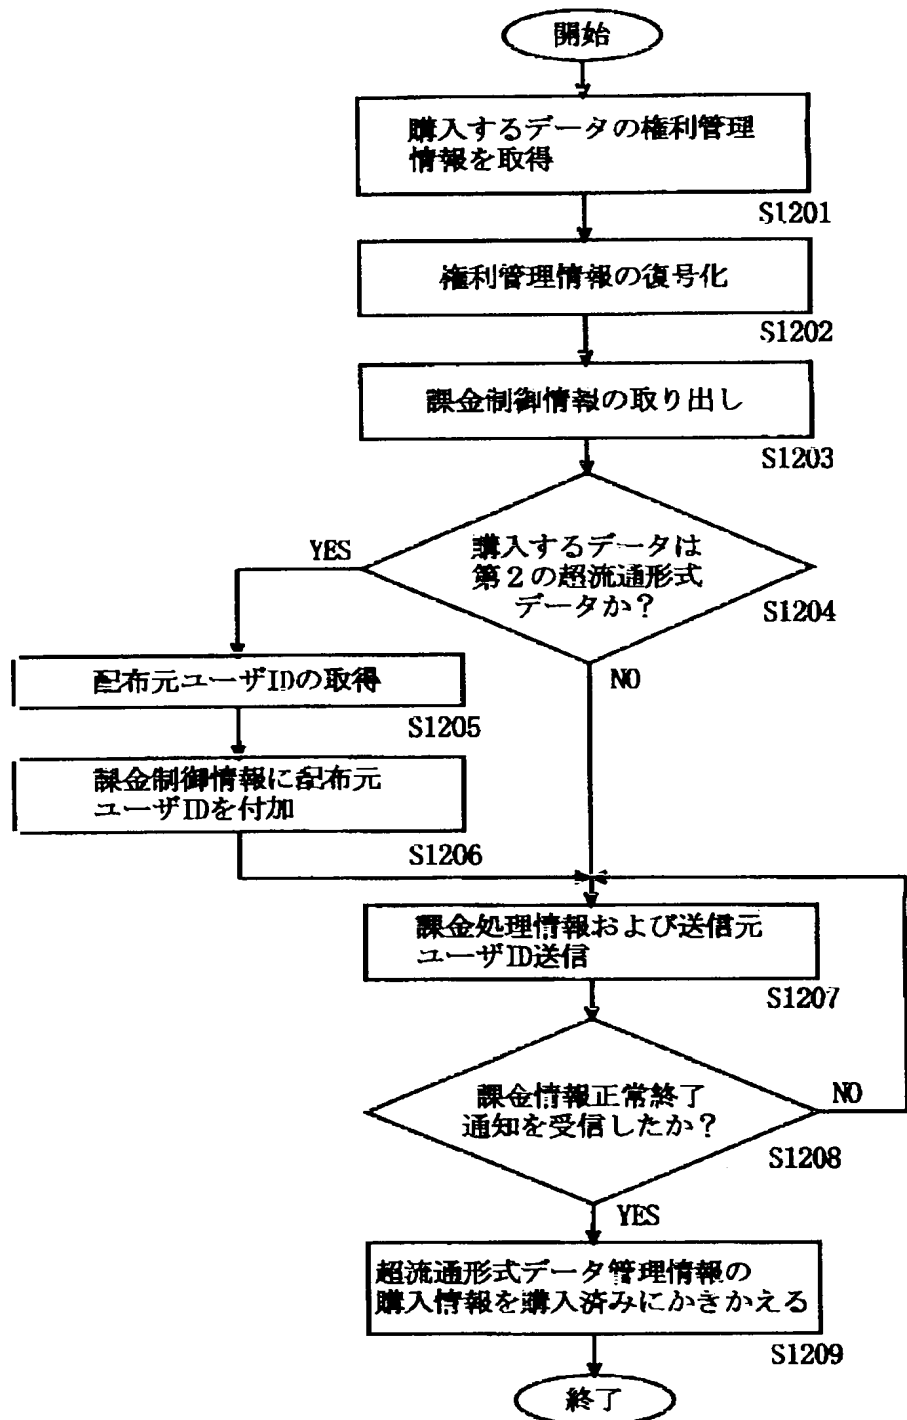 開始
購入するデータの権利管理
情報を取得
S1201
権利管理情報の復号化
S1202
課金制御情報の取り出し
S1203
購入するデータは
第２の超流通形式
データか？
S1204
YES
NO
配布元ユーザIDの取得
S1205
課金制御情報に配布元
ユーザIDを付加
S1206
課金処理情報および送信元
ユーザID送信
S1207
課金情報正常終了
通知を受信したか？
S1208
NO
YES
超流通形式データ管理情報の
購入情報を購入済みにかきかえる
S1209
終了